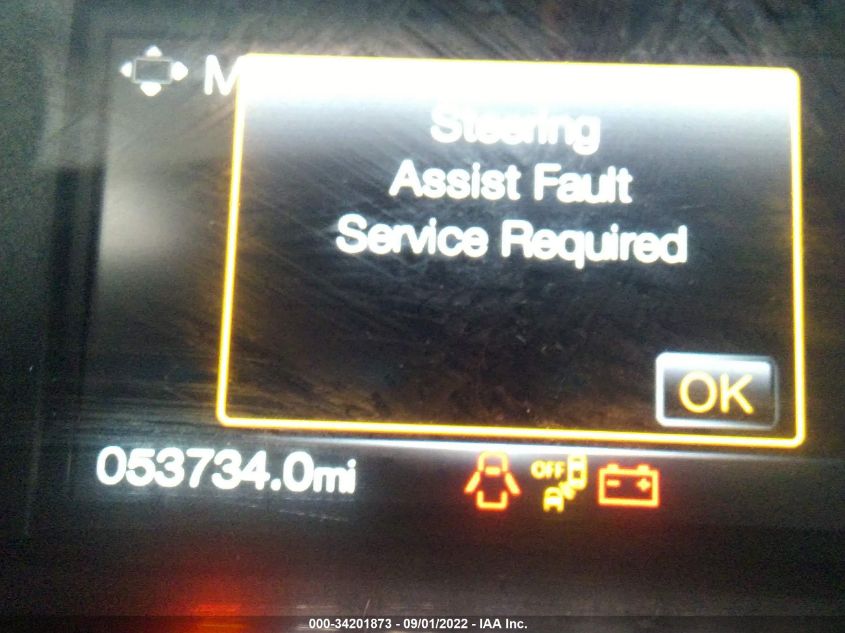 M
Steering
Assist Fault
Service Required
OK
053734.0mi
OFF
000-34201873 - 09/01/2022 - IAA Inc.